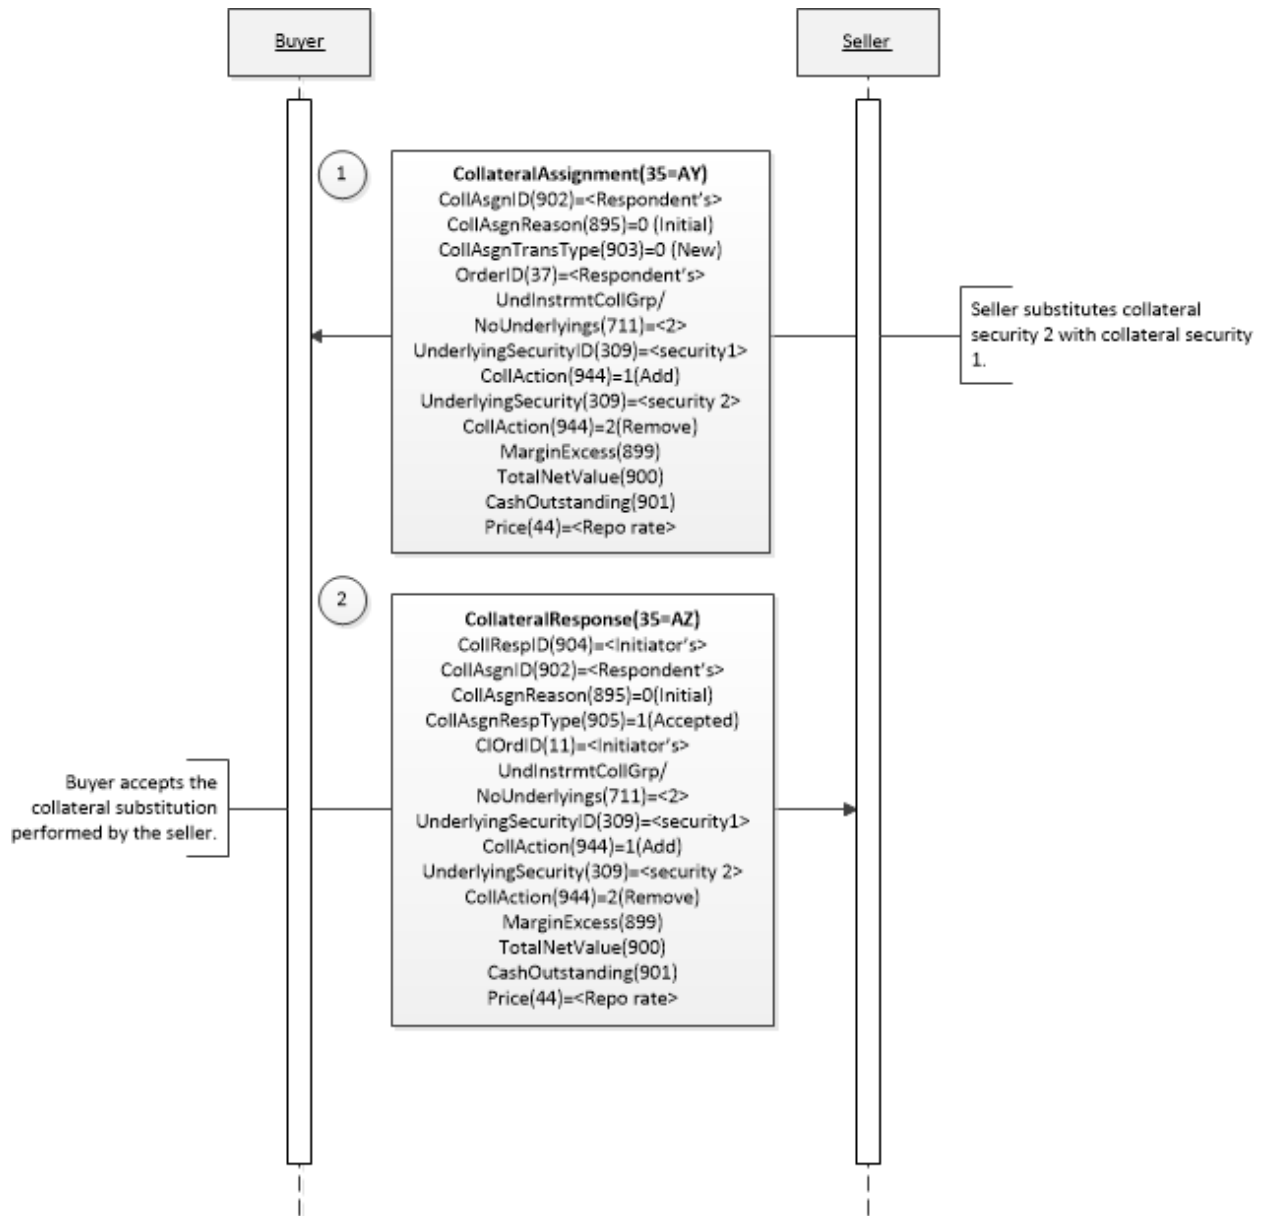 Buyer
Seller
1
CollateralAssignment(35=AY)
CollAsgnID(902)=<Respondent's>
CollAsgnReason(895)=0 (Initial)
CollAsgnTransType(903)=0 (New)
OrderID(37)=<Respondent's>
UndInstrmtCollGrp/
NoUnderlyings(711)=<2>
UnderlyingSecurityID(309)=<security1>
CollAction(944)=1(Add)
UnderlyingSecurity(309)=<security 2>
CollAction(944)=2(Remove)
MarginExcess(899)
TotalNetValue(900)
CashOutstanding(901)
Price(44)=<Repo rate>
Seller substitutes collateral
security 2 with collateral security
1.
2
CollateralResponse(35=AZ)
CollRespID(904)=<Initiator's>
CollAsgnID(902)=<Respondent's>
CollAsgnReason(895)=0(Initial)
CollAsgnRespType(905)=1(Accepted)
ClOrdID(11)=<Initiator's>
UndInstrmtCollGrp/
NoUnderlyings(711)=<2>
UnderlyingSecurityID(309)=<security1>
CollAction(944)=1(Add)
UnderlyingSecurity(309)=<security 2>
CollAction(944)=2(Remove)
MarginExcess(899)
TotalNetValue(900)
CashOutstanding(901)
Price(44)=<Repo rate>
Buyer accepts the
collateral substitution
performed by the seller.